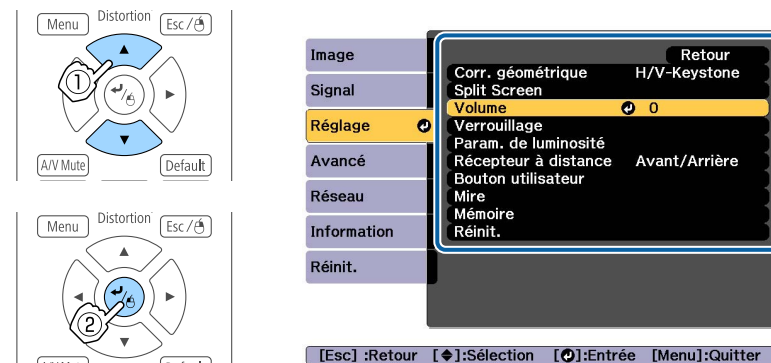 Menu
Distortion
Esc /
1
A/V Mute
Default
Menu
Distortion
Esc /
2
Image
Signal
Réglage
Avancé
Réseau
Information
Réinit.
Retour
Corr. géométrique H/V-Keystone
Split Screen
Volume 0
Verrouillage
Param. de luminosité
Récepteur à distance Avant/Arrière
Bouton utilisateur
Mire
Mémoire
Réinit.
[Esc] :Retour [ ]:Sélection [ ]:Entrée [Menu]:Quitter